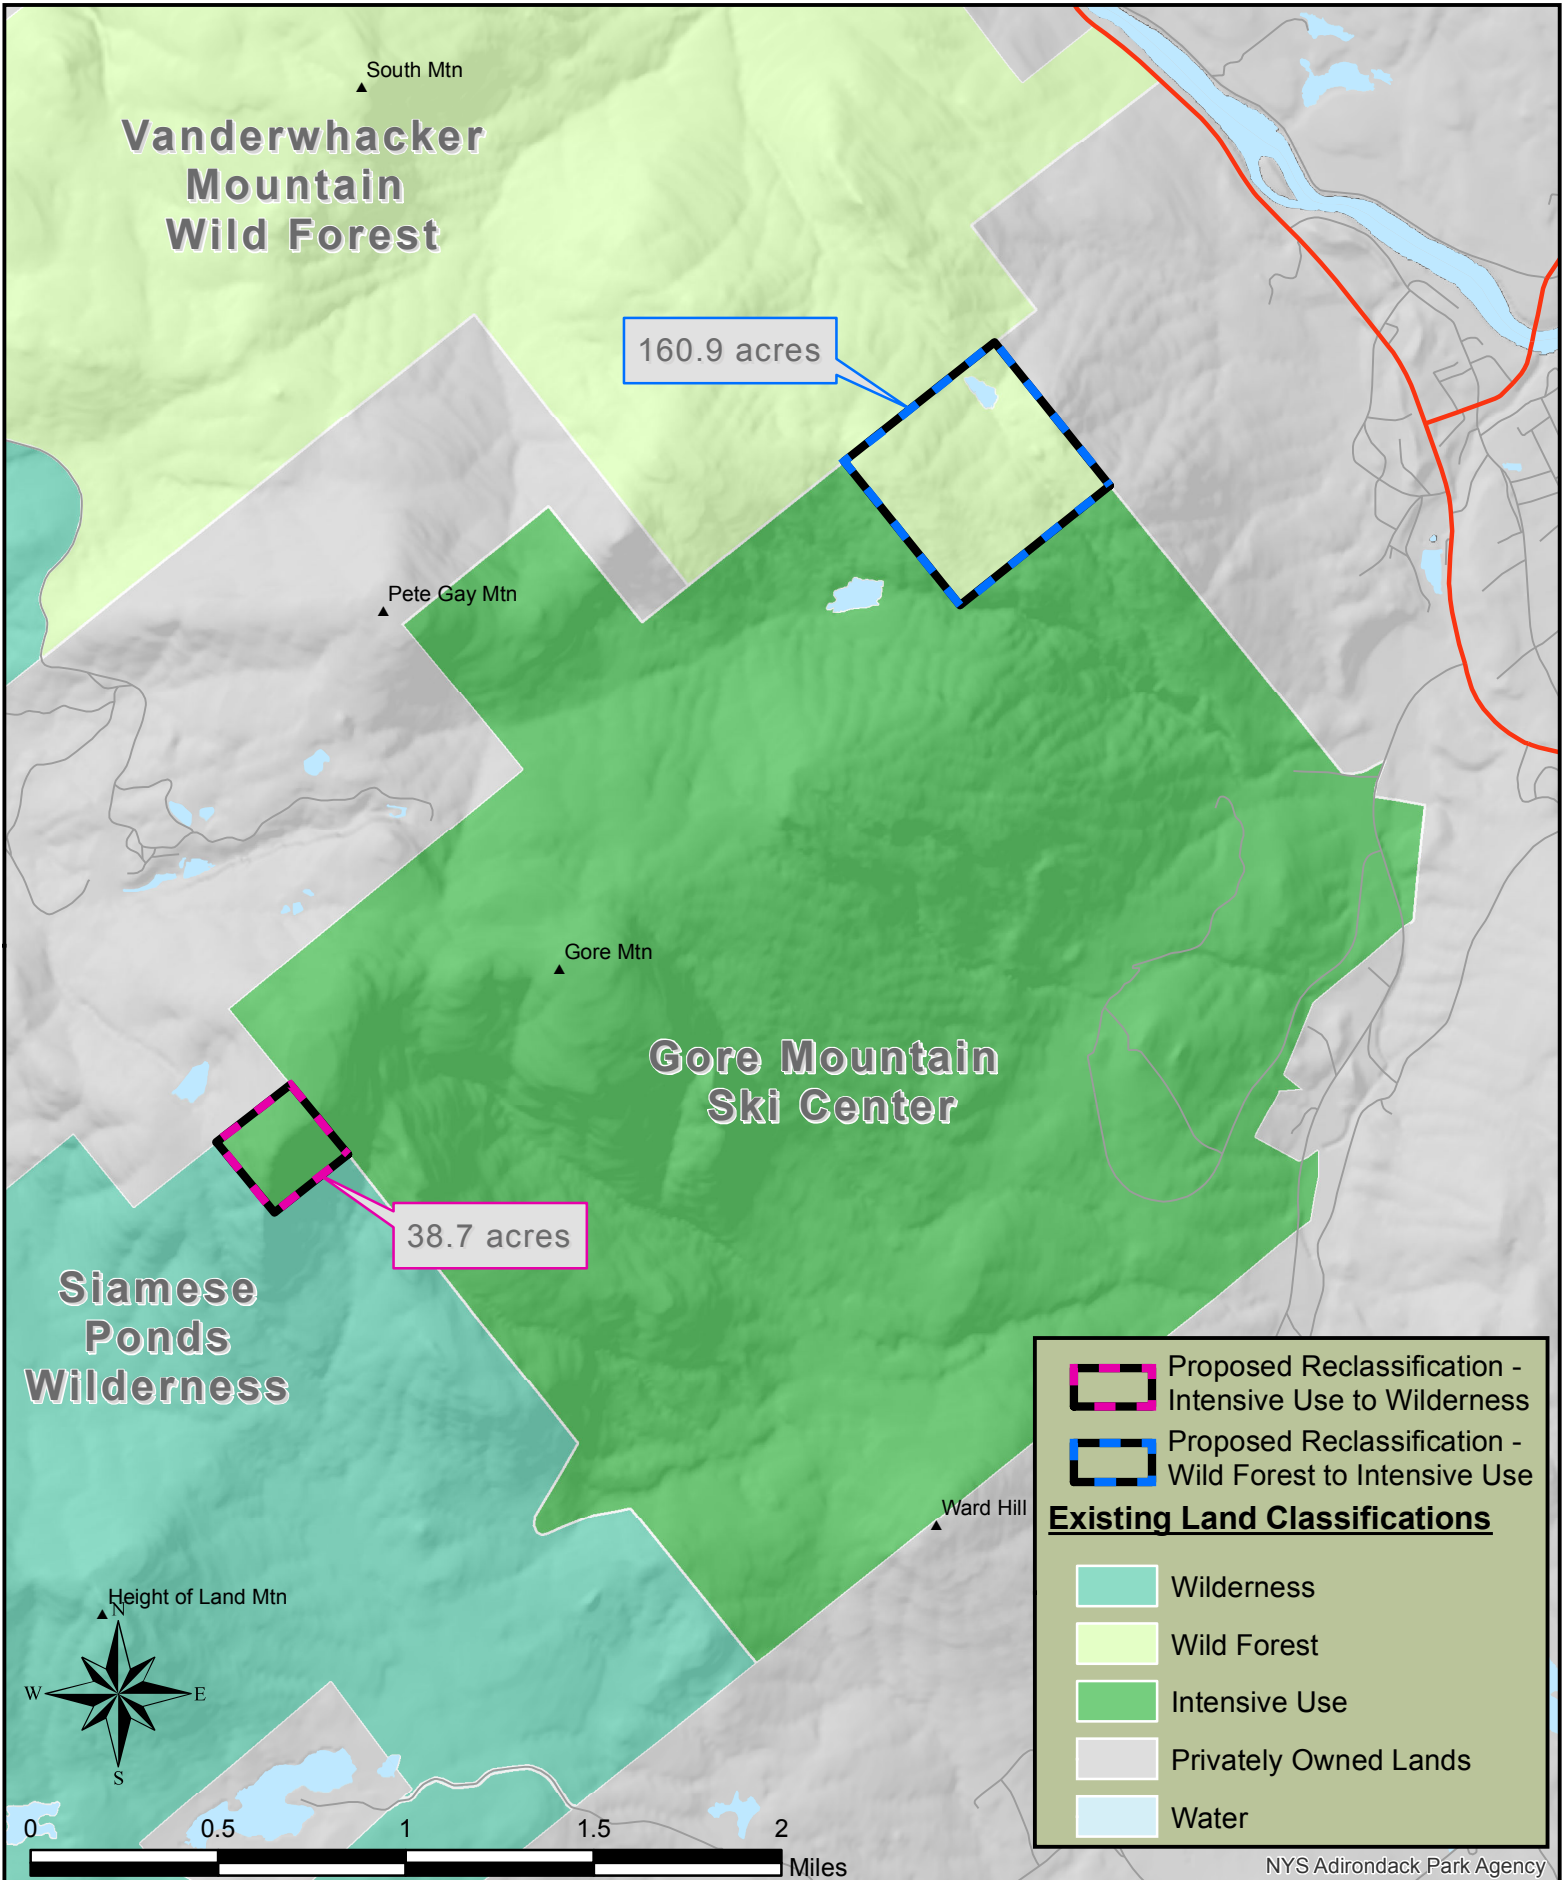 South Mtn
Vanderwhacker
Mountain
Wild Forest
160.9 acres
Pete Gay Mtn
Gore Mtn
Gore Mountain
Ski Center
38.7 acres
Siamese
Ponds
Wilderness
Ward Hill
Height of Land Mtn
N
W
E
S
0
0.5
1
1.5
2
Miles
Proposed Reclassification -
Intensive Use to Wilderness
Proposed Reclassification -
Wild Forest to Intensive Use
Existing Land Classifications
Wilderness
Wild Forest
Intensive Use
Privately Owned Lands
Water
NYS Adirondack Park Agency